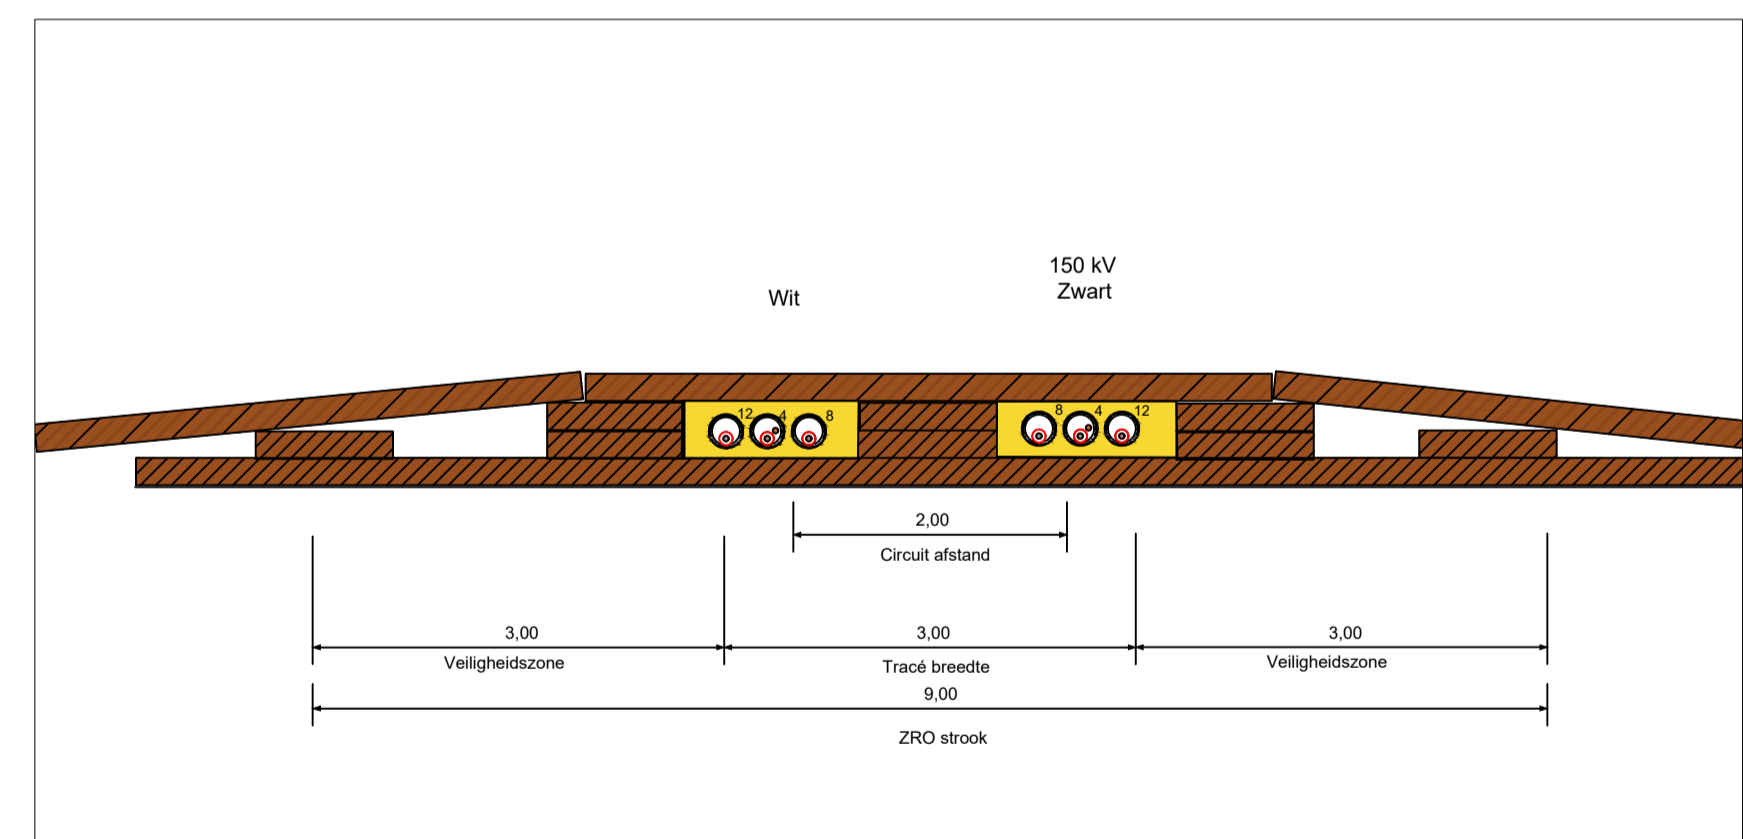 150 kV
Wit
Zwart
12 4 8
8 4 12
2,00
Circuit afstand
3,00
Veiligheidszone
3,00
Tracé breedte
3,00
Veiligheidszone
9,00
ZRO strook